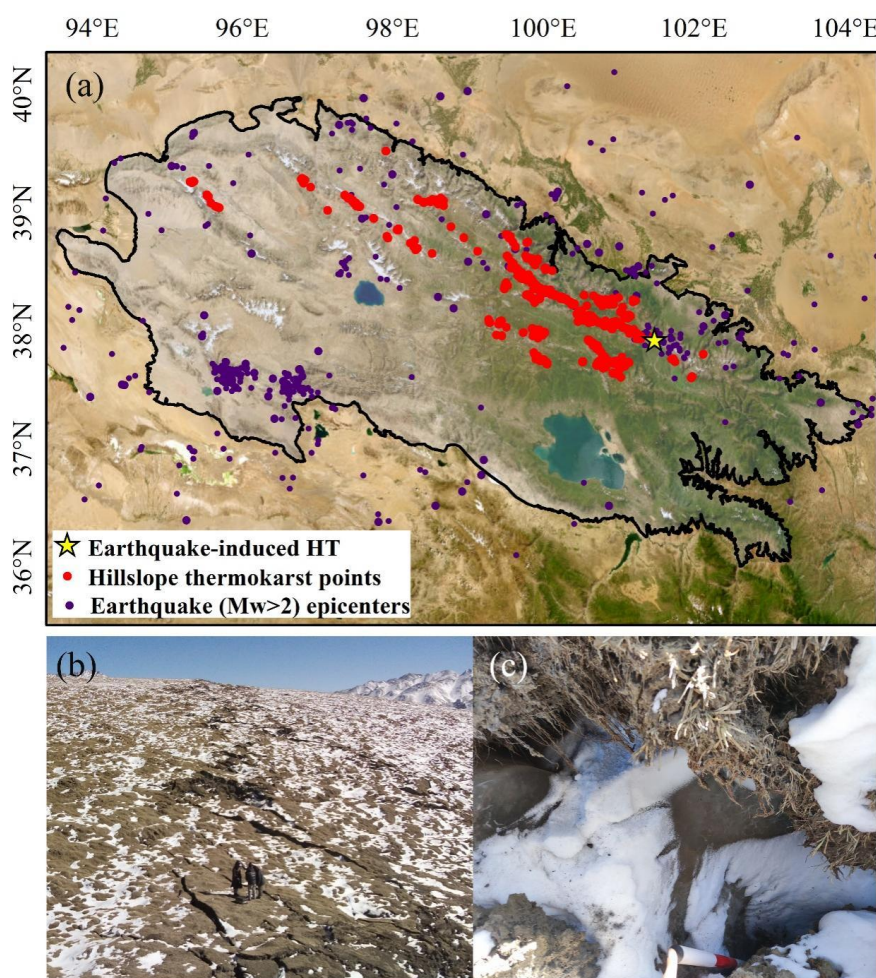 94°E 96°E 98°E 100°E 102°E 104°E
(a)
40°N
39°N
38°N
37°N
36°N
Earthquake-induced HT
Hillslope thermokarst points
Earthquake (Mw>2) epicenters
(b)
(c)